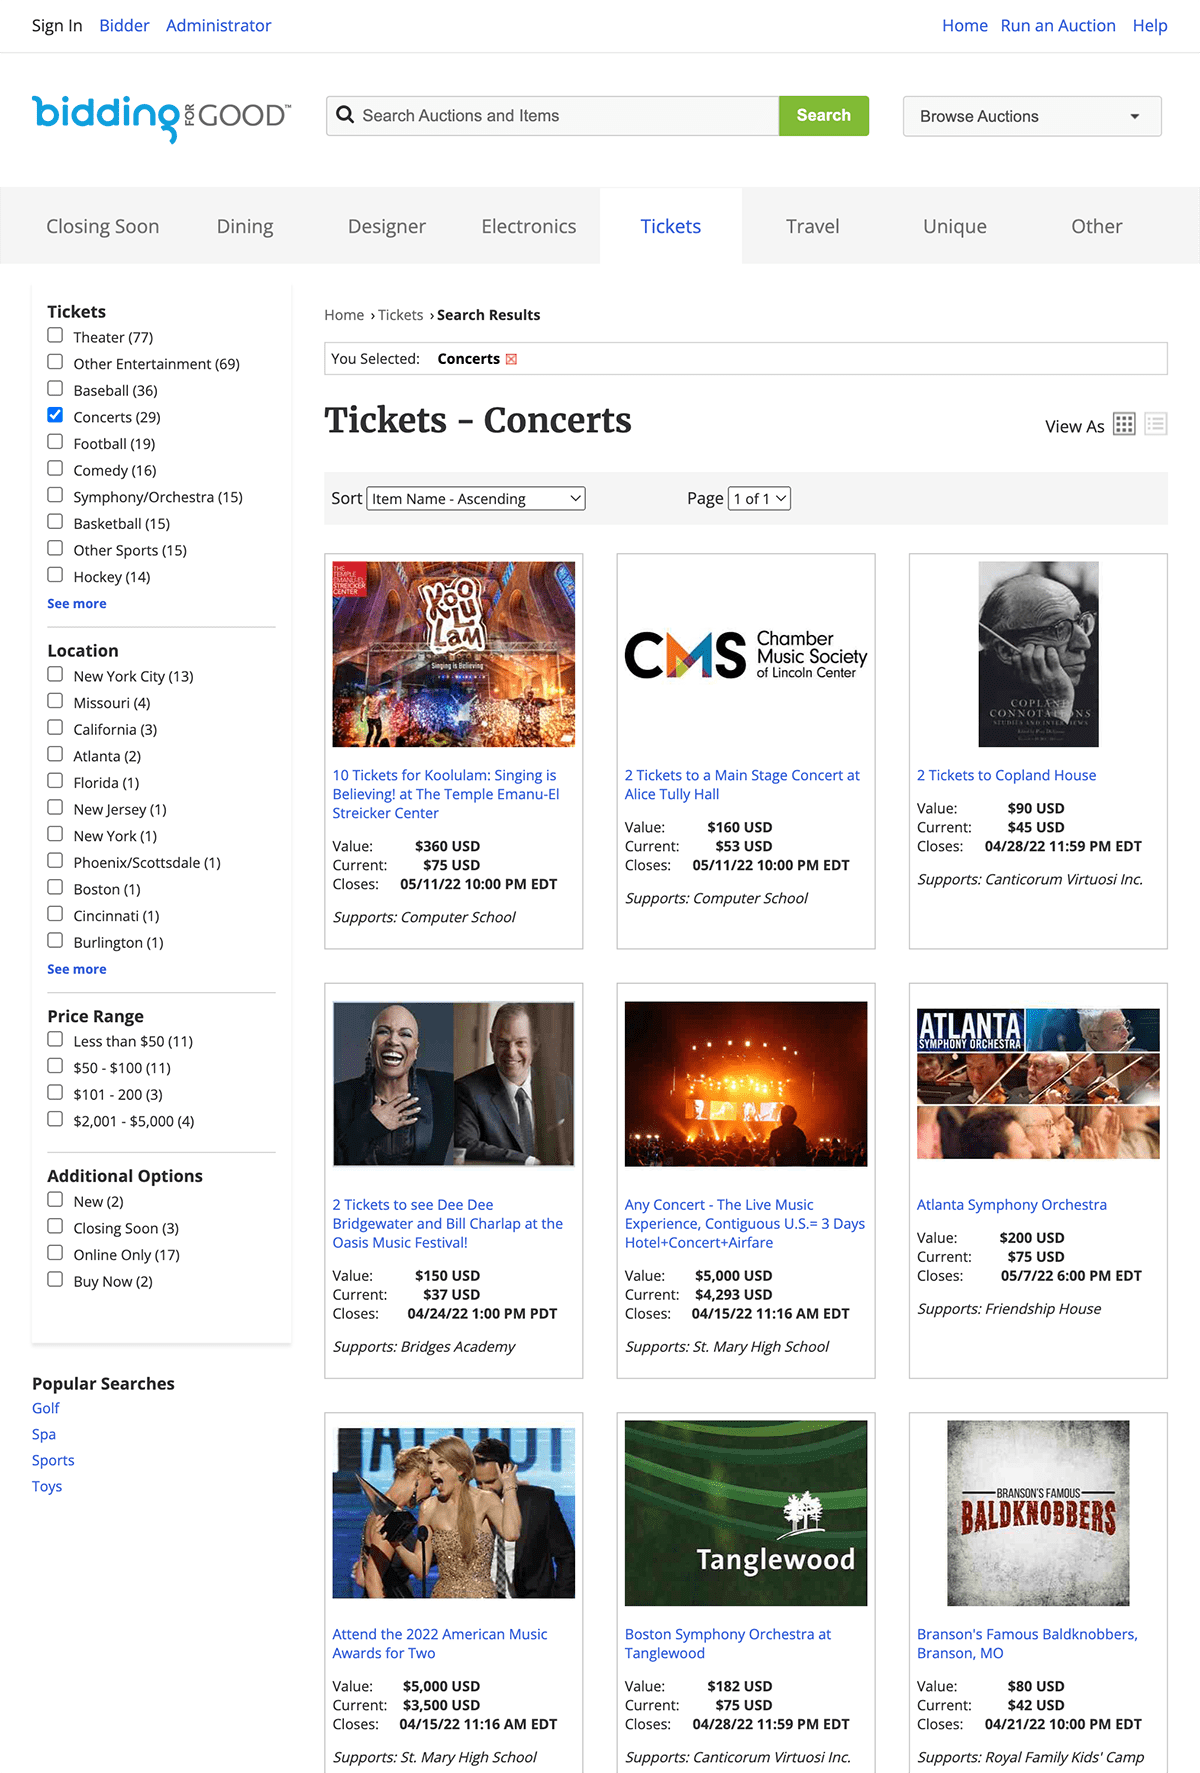 Sign In Bidder Administrator Home Run an Auction Help
bidding FOR GOOD™ Search Auctions and Items Search Browse Auctions
Closing Soon Dining Designer Electronics Tickets Travel Unique Other
Tickets
Theater (77)
Other Entertainment (69)
Baseball (36)
Concerts (29)
Football (19)
Comedy (16)
Symphony/Orchestra (15)
Basketball (15)
Other Sports (15)
Hockey (14)
See more
Location
New York City (13)
Missouri (4)
California (3)
Atlanta (2)
Florida (1)
New Jersey (1)
New York (1)
Phoenix/Scottsdale (1)
Boston (1)
Cincinnati (1)
Burlington (1)
See more
Price Range
Less than $50 (11)
$50 - $100 (11)
$101 - 200 (3)
$2,001 - $5,000 (4)
Additional Options
New (2)
Closing Soon (3)
Online Only (17)
Buy Now (2)
Popular Searches
Golf
Spa
Sports
Toys
Home › Tickets › Search Results
You Selected: Concerts
Tickets - Concerts
View As
Sort Item Name - Ascending Page 1 of 1
THE
TEMPLE
EMANU-EL
STREICKER
CENTER
KOO
LU
LAM
Singing is Believing
10 Tickets for Koolulam: Singing is
Believing! at The Temple Emanu-El
Streicker Center
Value: $360 USD
Current: $75 USD
Closes: 05/11/22 10:00 PM EDT
Supports: Computer School
CMS Chamber
Music Society
of Lincoln Center
2 Tickets to a Main Stage Concert at
Alice Tully Hall
Value: $160 USD
Current: $53 USD
Closes: 05/11/22 10:00 PM EDT
Supports: Computer School
COPLAND
CONNOTATIONS
STUDIES AND INTERVIEWS
2 Tickets to Copland House
Value: $90 USD
Current: $45 USD
Closes: 04/28/22 11:59 PM EDT
Supports: Canticorum Virtuosi Inc.
2 Tickets to see Dee Dee
Bridgewater and Bill Charlap at the
Oasis Music Festival!
Value: $150 USD
Current: $37 USD
Closes: 04/24/22 1:00 PM PDT
Supports: Bridges Academy
Any Concert - The Live Music
Experience, Contiguous U.S.= 3 Days
Hotel+Concert+Airfare
Value: $5,000 USD
Current: $4,293 USD
Closes: 04/15/22 11:16 AM EDT
Supports: St. Mary High School
ATLANTA
SYMPHONY ORCHESTRA
Atlanta Symphony Orchestra
Value: $200 USD
Current: $75 USD
Closes: 05/7/22 6:00 PM EDT
Supports: Friendship House
Attend the 2022 American Music
Awards for Two
Value: $5,000 USD
Current: $3,500 USD
Closes: 04/15/22 11:16 AM EDT
Supports: St. Mary High School
Tanglewood
Boston Symphony Orchestra at
Tanglewood
Value: $182 USD
Current: $75 USD
Closes: 04/28/22 11:59 PM EDT
Supports: Canticorum Virtuosi Inc.
BRANSON'S FAMOUS
BALDKNOBBERS
Branson's Famous Baldknobbers,
Branson, MO
Value: $80 USD
Current: $42 USD
Closes: 04/21/22 10:00 PM EDT
Supports: Royal Family Kids' Camp